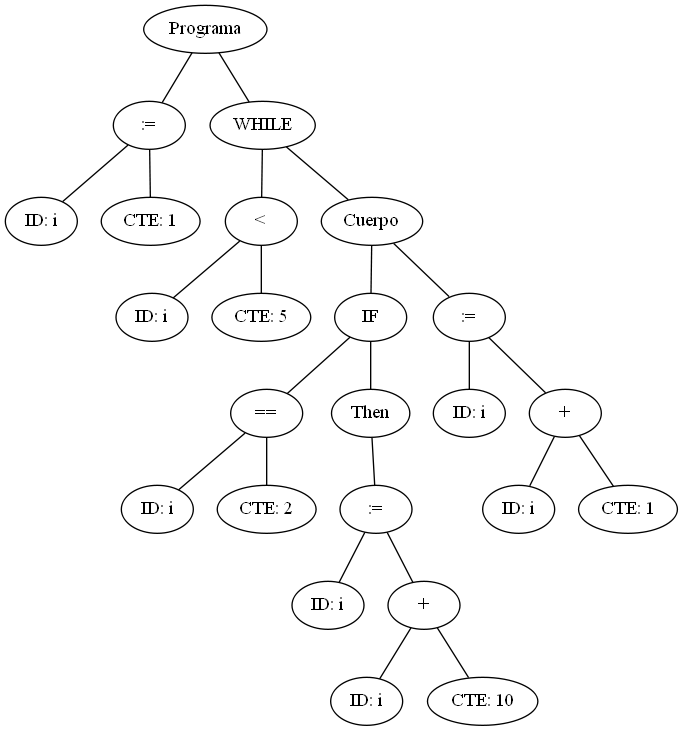 Programa
:=
WHILE
ID: i
CTE: 1
<
Cuerpo
ID: i
CTE: 5
IF
:=
==
Then
ID: i
+
ID: i
CTE: 2
:=
ID: i
CTE: 1
ID: i
+
ID: i
CTE: 10